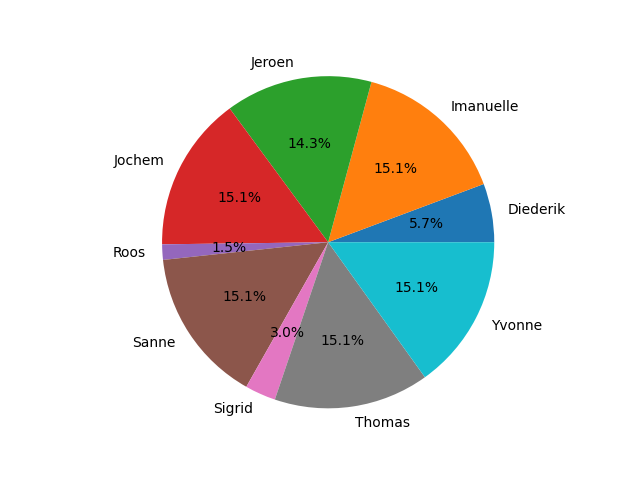 Jeroen
Imanuelle
14.3%
15.1%
Jochem
15.1%
Diederik
5.7%
Roos
1.5%
15.1%
15.1%
Yvonne
Sanne
3.0%
15.1%
Sigrid
Thomas